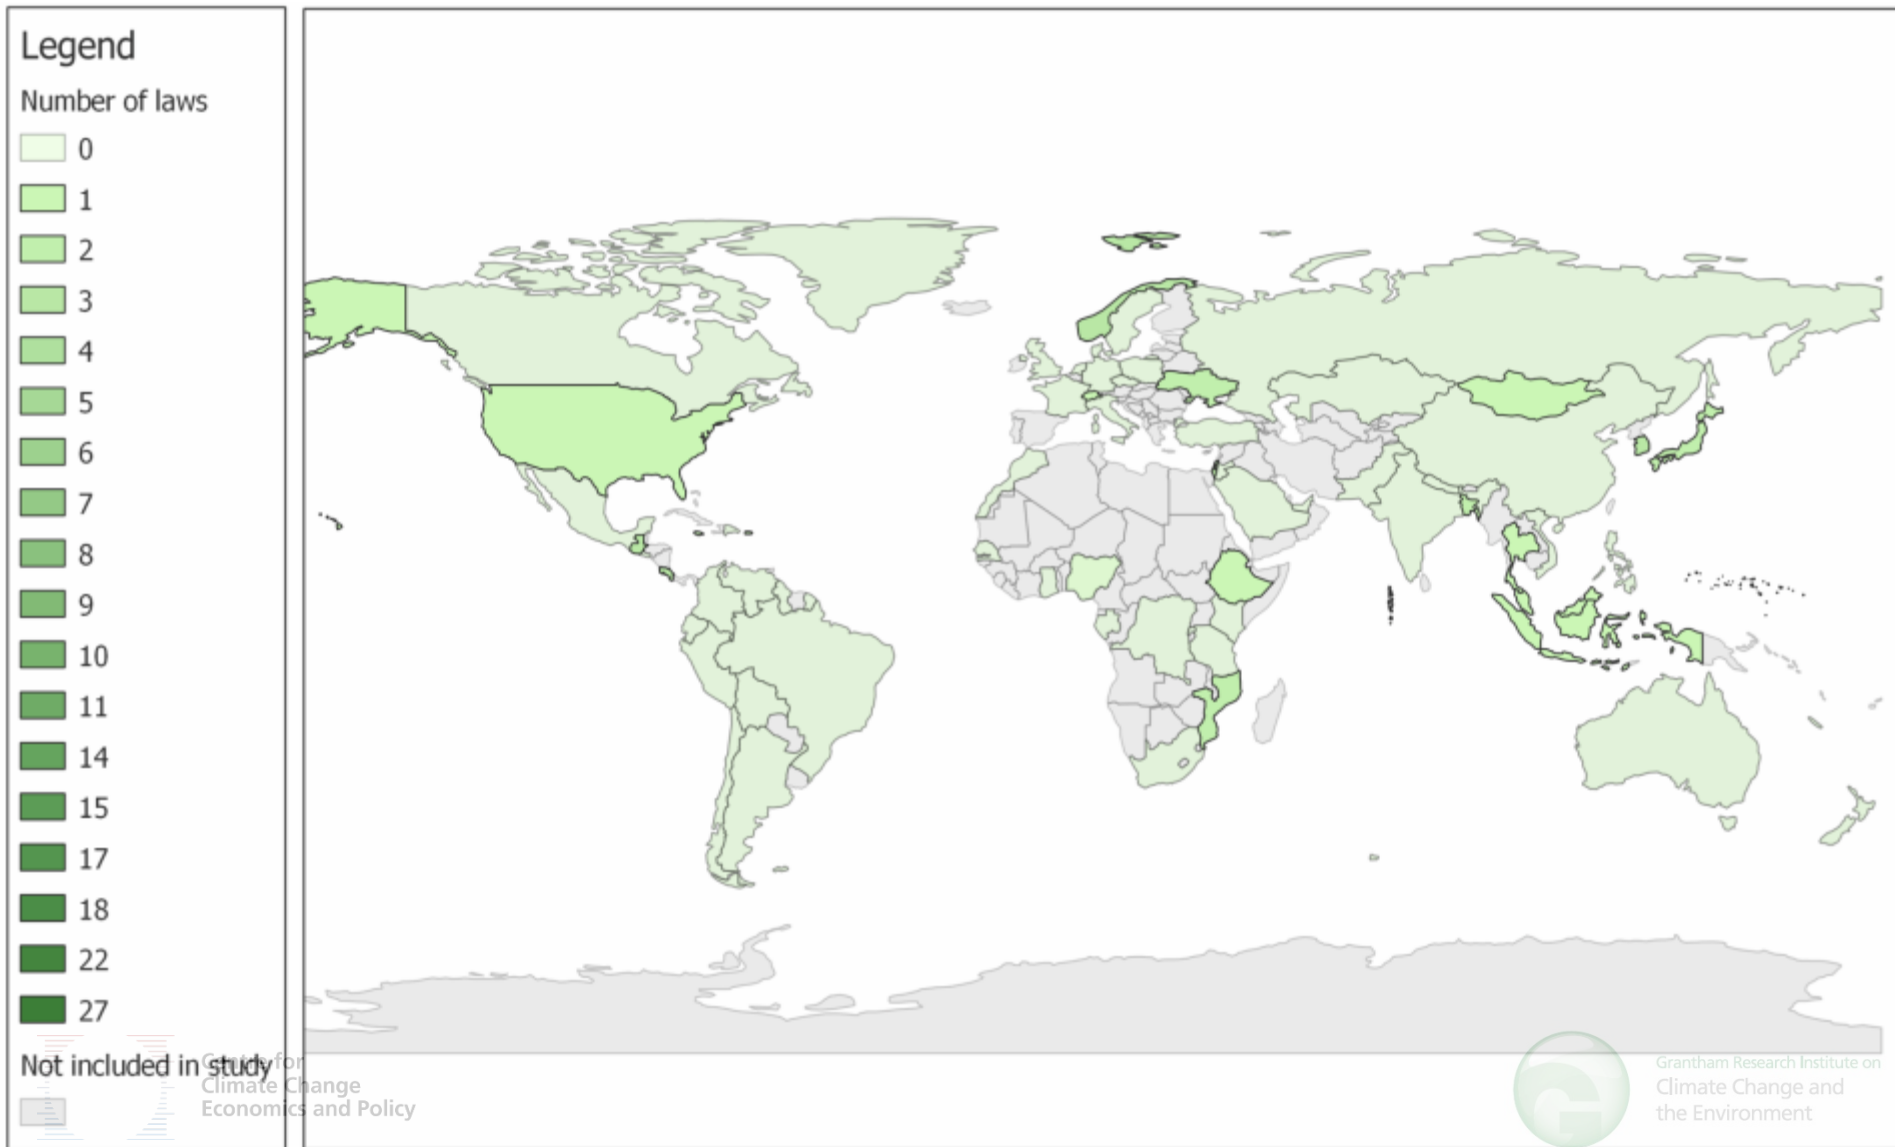 Legend
Number of laws
0
1
2
3
4
5
6
7
8
9
10
11
14
15
17
18
22
27
Not included in study
Centre for
Climate Change
Economics and Policy
Grantham Research Institute on
Climate Change and
the Environment